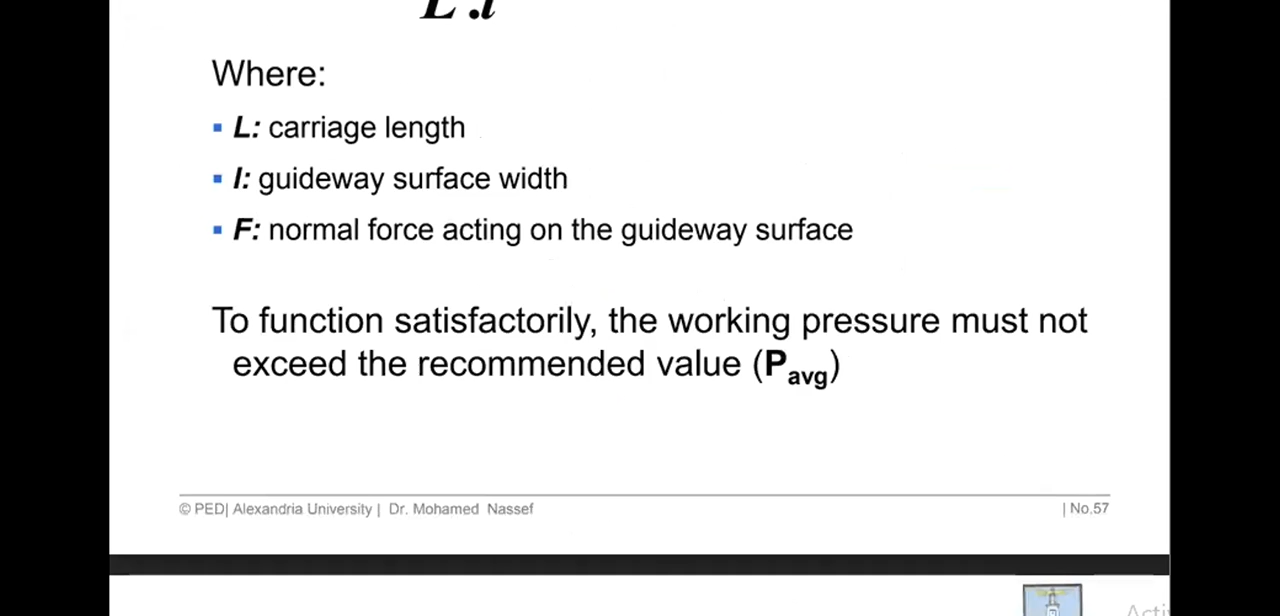 L.l
Where:
▪ L: carriage length
▪ l: guideway surface width
▪ F: normal force acting on the guideway surface
To function satisfactorily, the working pressure must not
exceed the recommended value (Pavg)
© PED| Alexandria University | Dr. Mohamed Nassef
| No.57